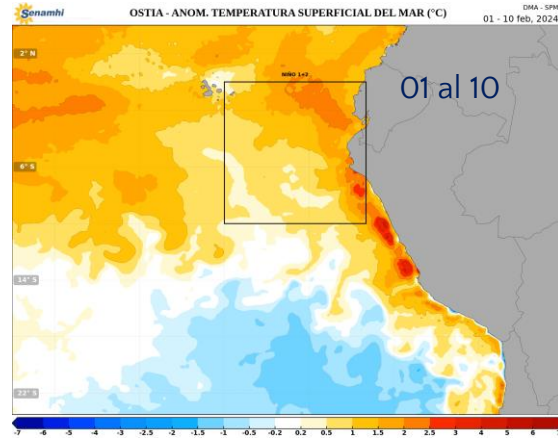 Senamhi
OSTIA - ANOM. TEMPERATURA SUPERFICIAL DEL MAR (°C)
DMA - SPM
01 - 10 feb, 2024
2° N
NIÑO 1+2
01 al 10
6° S
14° S
22° S
-7 -6 -5 -4 -3 -2.5 -2 -1.5 -1 -0.5 -0.2 0.2 0.5 1 1.5 2 2.5 3 4 5 6